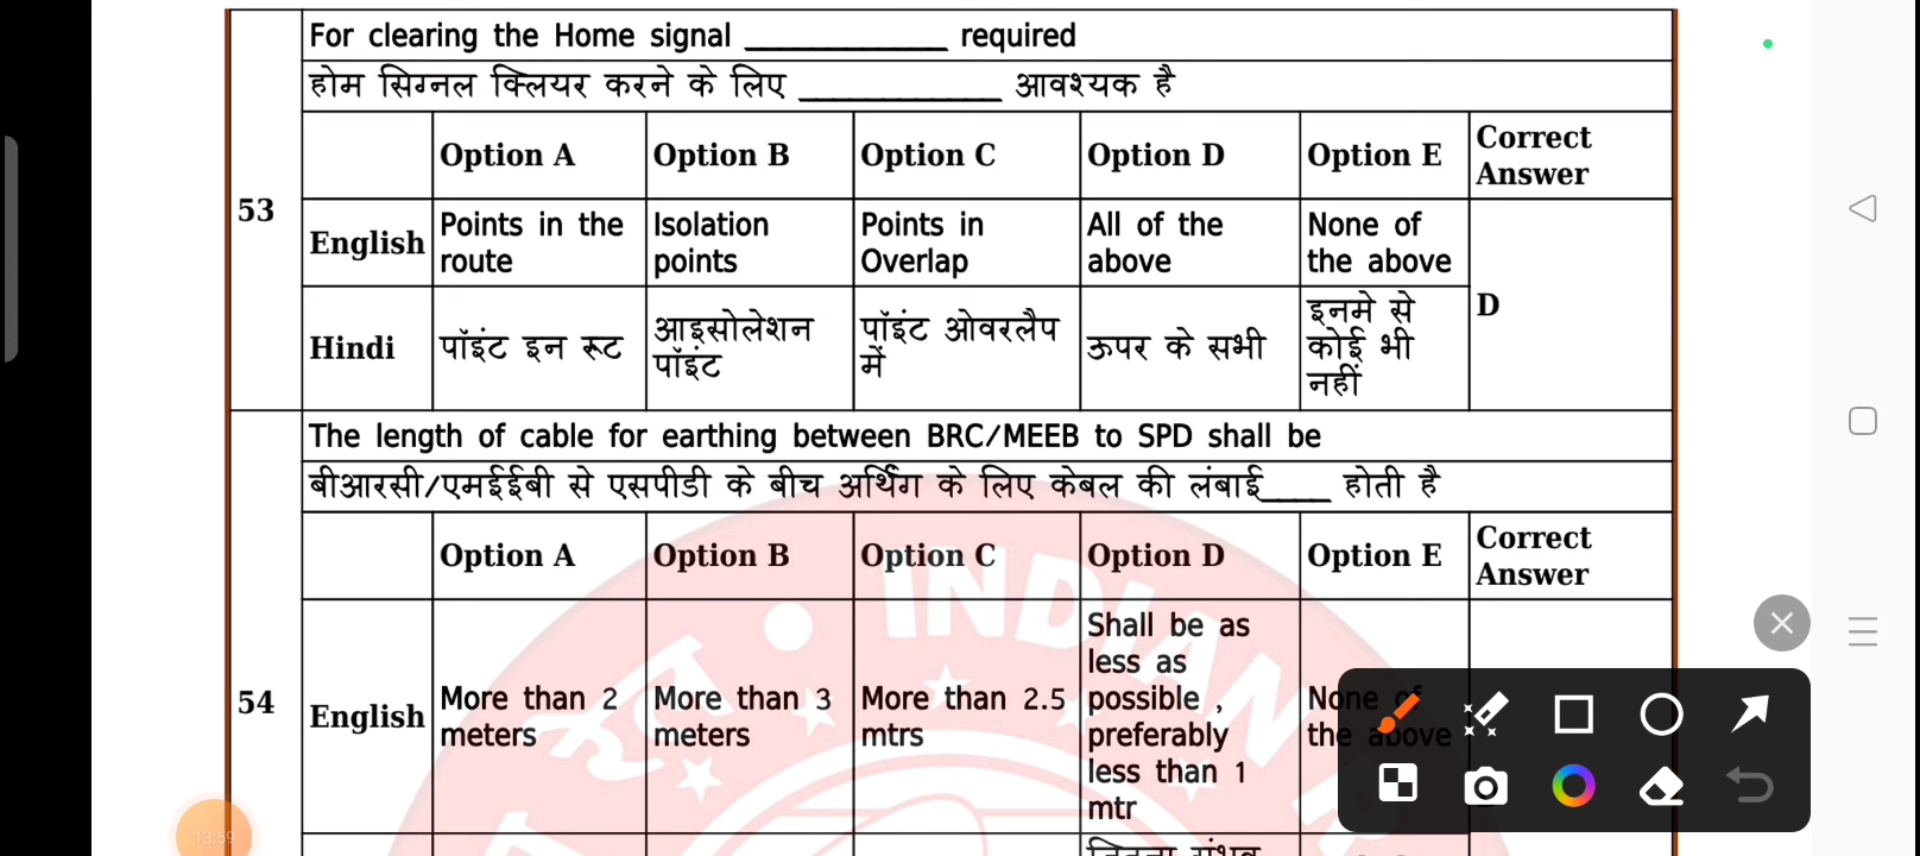 For clearing the Home signal ____________ required
होम सिग्नल क्लियर करने के लिए ____________ आवश्यक है
Option A Option B Option C Option D Option E Correct Answer
53
English Points in the route Isolation points Points in Overlap All of the above None of the above
Hindi पॉइंट इन रूट आइसोलेशन पॉइंट पॉइंट ओवरलैप में ऊपर के सभी इनमे से कोई भी नहीं
D
The length of cable for earthing between BRC/MEEB to SPD shall be
बीआरसी/एमईईबी से एसपीडी के बीच अर्थिंग के लिए केबल की लंबाई____ होती है
Option A Option B Option C Option D Option E Correct Answer
54
English More than 2 meters More than 3 meters More than 2.5 mtrs Shall be as less as possible , preferably less than 1 mtr None of the above
INDIAN
13:59